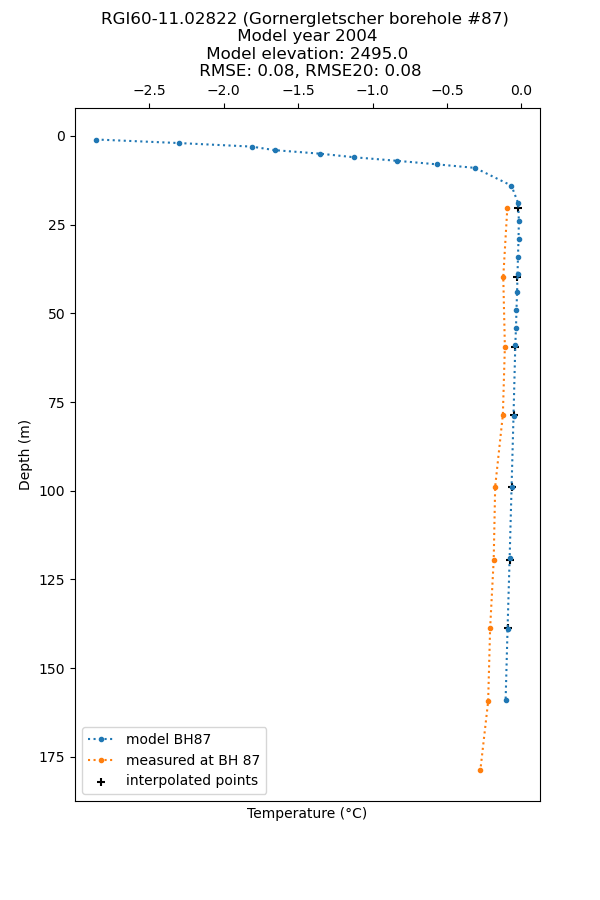 RGI60-11.02822 (Gornergletscher borehole #87)
Model year 2004
Model elevation: 2495.0
RMSE: 0.08, RMSE20: 0.08
−2.5 −2.0 −1.5 −1.0 −0.5 0.0
0
25
50
75
100
125
150
175
Depth (m)
model BH87
measured at BH 87
interpolated points
Temperature (°C)